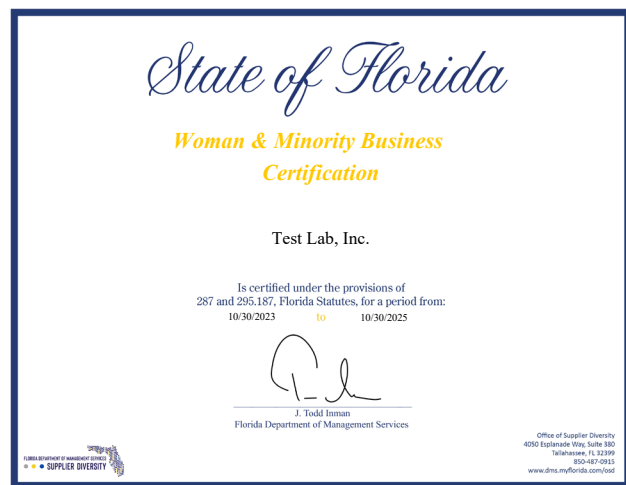 State of Florida
Woman & Minority Business
Certification
Test Lab, Inc.
Is certified under the provisions of
287 and 295.187, Florida Statutes, for a period from:
10/30/2023 to 10/30/2025
J. Todd Inman
Florida Department of Management Services
FLORIDA DEPARTMENT OF MANAGEMENT SERVICES
SUPPLIER DIVERSITY
Office of Supplier Diversity
4050 Esplanade Way, Suite 380
Tallahassee, FL 32399
850-487-0915
www.dms.myflorida.com/osd